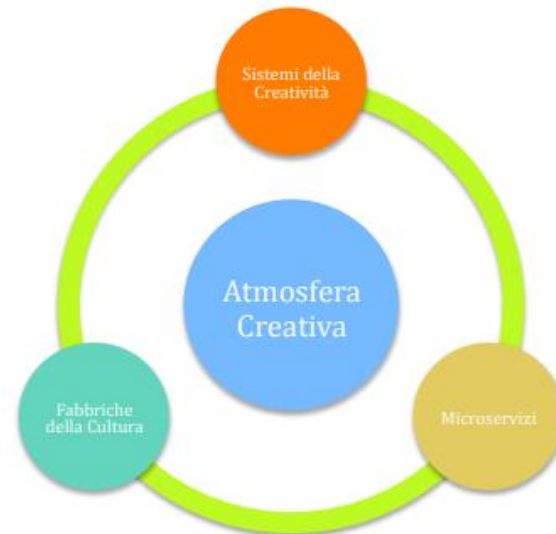 Sistemi della
Creatività
Atmosfera
Creativa
Fabbriche
della Cultura
Microservizi